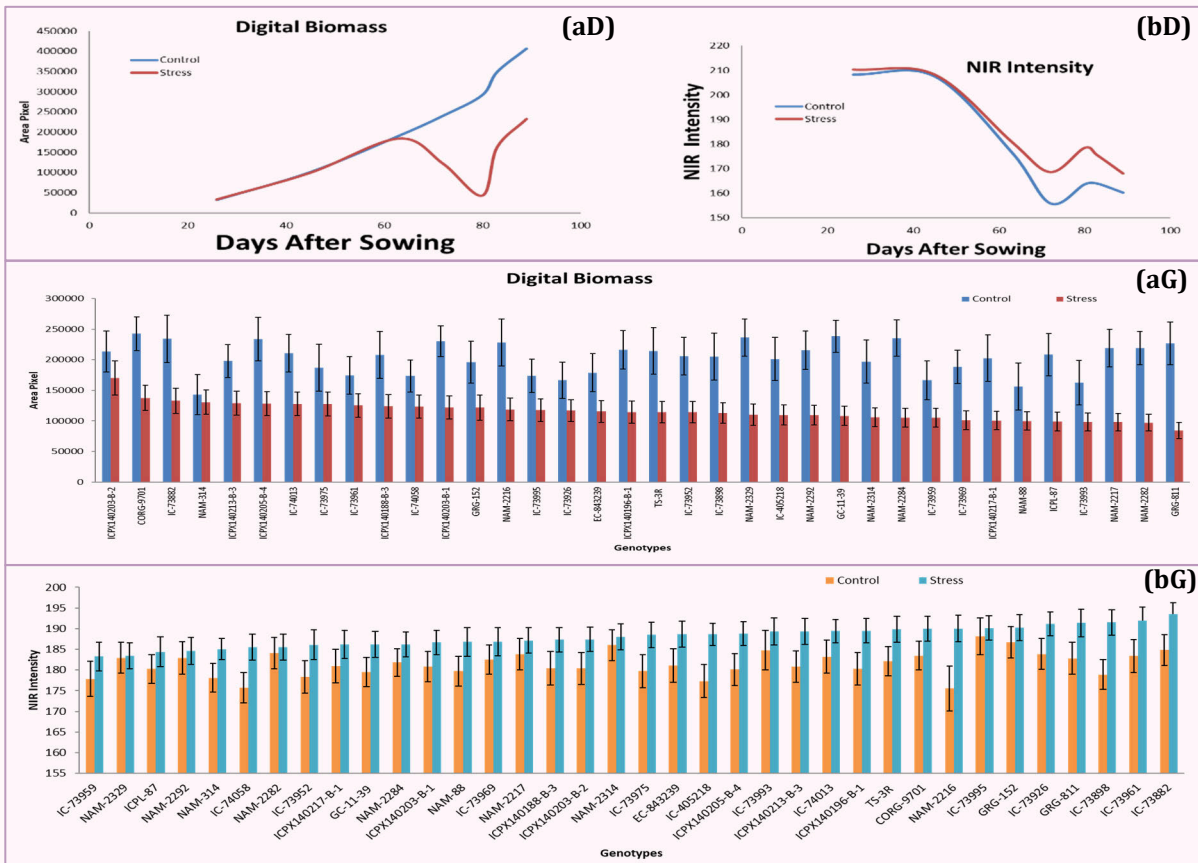 Digital Biomass
(aD)
Control
Stress
450000
400000
350000
300000
250000
200000
150000
100000
50000
0
Area Pixel
0 20 40 60 80 100
Days After Sowing
(bD)
NIR Intensity
Control
Stress
220
210
200
190
180
170
160
150
NIR Intensity
0 20 40 60 80 100
Days After Sowing
Digital Biomass
(aG)
Control Stress
300000
250000
200000
150000
100000
50000
0
Area Pixel
ICPX140203-B-2
CORG-9701
IC-73882
NAM-314
ICPX140213-B-3
ICPX140205-B-4
IC-74013
IC-73975
IC-73961
ICPX140188-B-3
IC-74058
ICPX140203-B-1
GRG-152
NAM-2216
IC-73995
IC-73926
EC-843239
ICPX140196-B-1
TS-3R
IC-73952
IC-73898
NAM-2329
IC-405218
NAM-2292
GC-11-39
NAM-2314
NAM-2284
IC-73959
IC-73969
ICPX140217-B-1
NAM-88
ICPL-87
IC-73993
NAM-2217
NAM-2282
GRG-811
Genotypes
(bG)
Control Stress
200
195
190
185
180
175
170
165
160
155
NIR Intensity
IC-73959
NAM-2329
ICPL-87
NAM-2292
NAM-314
IC-74058
NAM-2282
IC-73952
ICPX140217-B-1
GC-11-39
NAM-2284
ICPX140203-B-1
NAM-88
IC-73969
NAM-2217
ICPX140188-B-3
ICPX140203-B-2
NAM-2314
IC-73975
EC-843239
IC-405218
ICPX140205-B-4
IC-73993
ICPX140213-B-3
IC-74013
ICPX140196-B-1
TS-3R
CORG-9701
NAM-2216
IC-73995
GRG-152
IC-73926
GRG-811
IC-73898
IC-73961
IC-73882
Genotypes